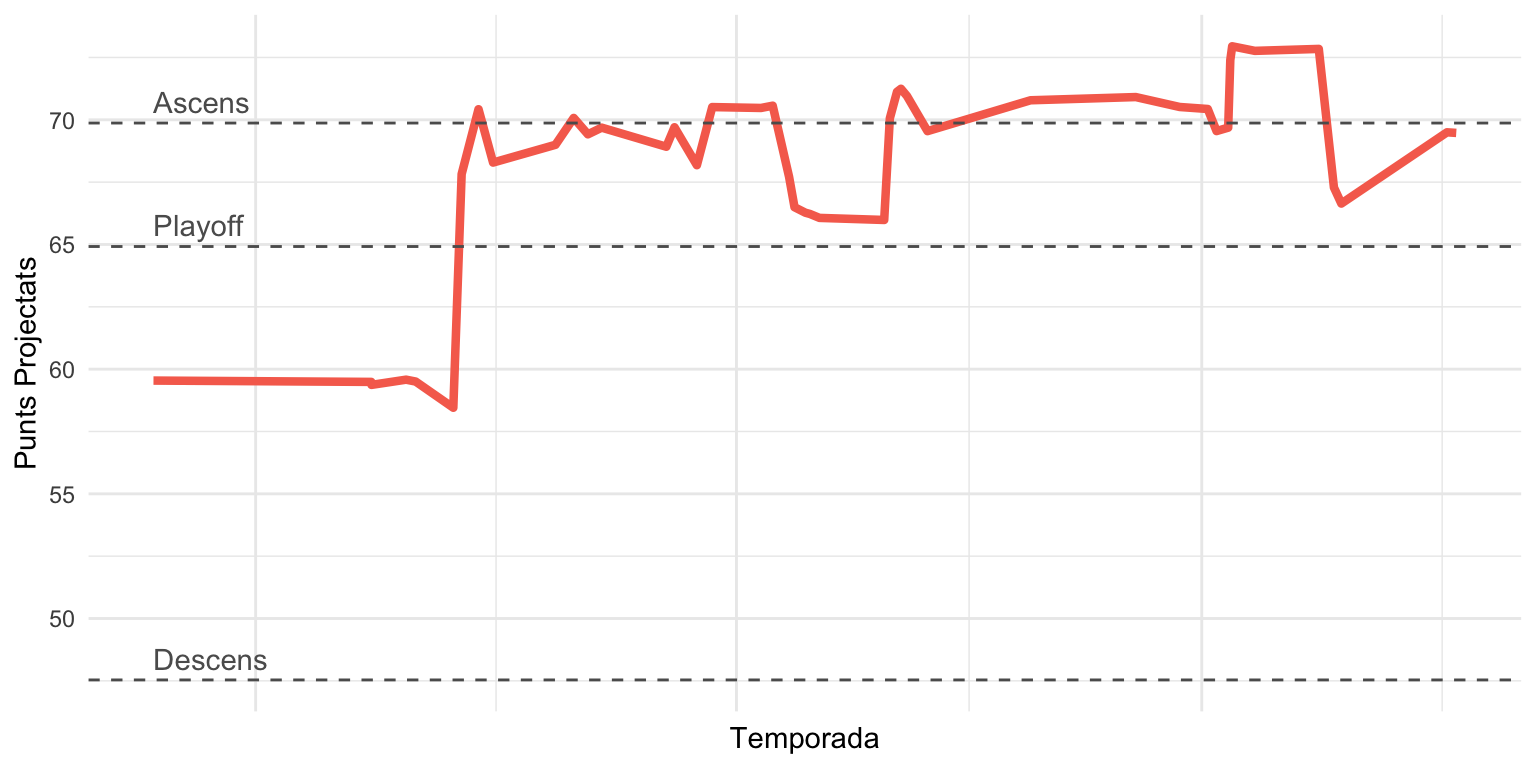 Ascens
70
Playoff
65
Punts Projectats
60
55
50
Descens
Temporada